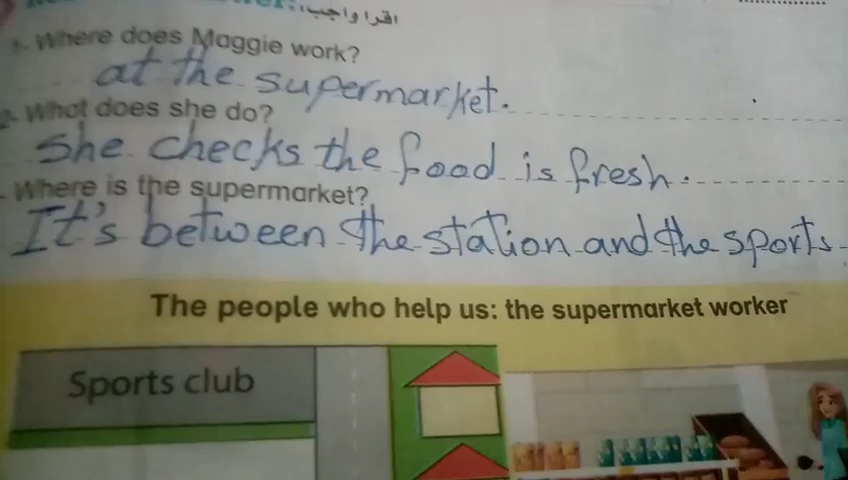 اقرأ وأجب:
Where does Maggie work?
at the supermarket.
What does she do?
She checks the food is fresh.
Where is the supermarket?
It's between the station and the sports
The people who help us: the supermarket worker
Sports club